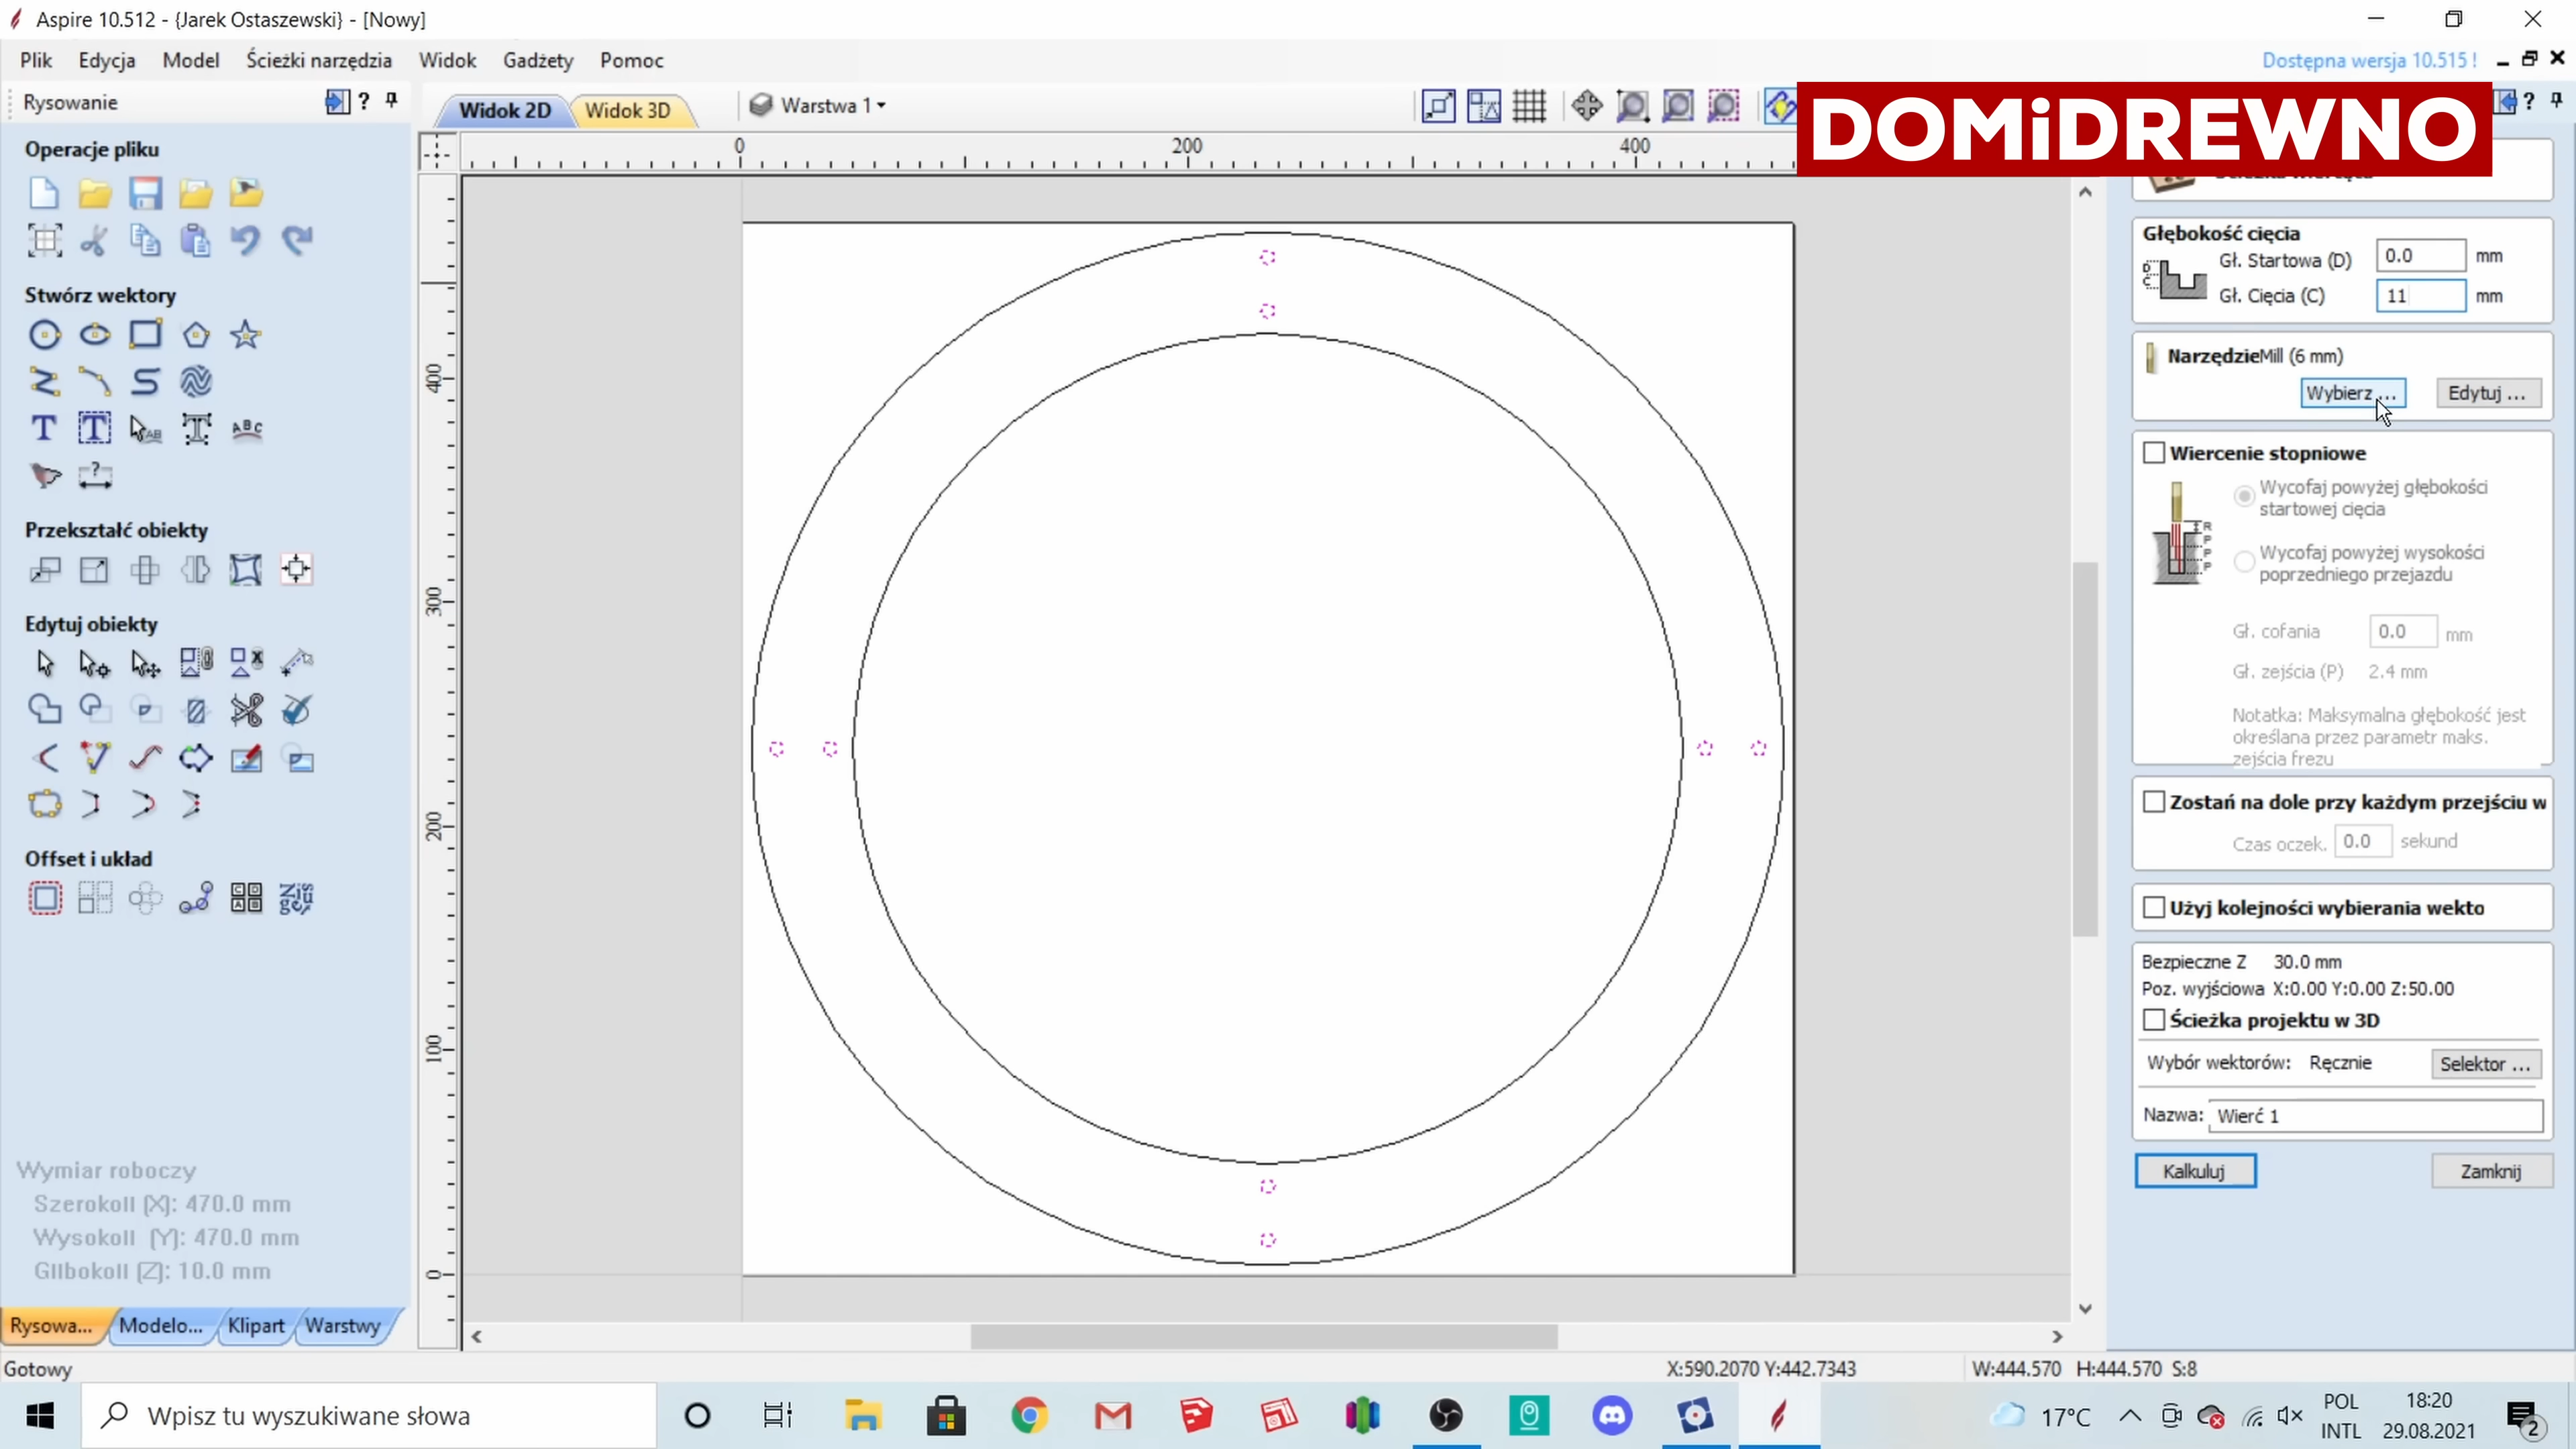 Aspire 10.512 - {Jarek Ostaszewski} - [Nowy]
Plik Edycja Model Ścieżki narzędzia Widok Gadżety Pomoc
Dostępna wersja 10.515 !
Rysowanie
Widok 2D Widok 3D Warstwa 1
DOMiDREWNO
Operacje pliku
Stwórz wektory
Przekształć obiekty
Edytuj obiekty
Offset i układ
Wymiar roboczy
Szerokoll (X): 470.0 mm
Wysokoll (Y): 470.0 mm
Gllbokoll (Z): 10.0 mm
Rysowa... Modelo... Klipart Warstwy
0 200 400
400
300
200
100
0
Głębokość cięcia
Gł. Startowa (D) 0.0 mm
Gł. Cięcia (C) 11 mm
NarzędzieMill (6 mm)
Wybierz ... Edytuj ...
Wiercenie stopniowe
Wycofaj powyżej głębokości
startowej cięcia
Wycofaj powyżej wysokości
poprzedniego przejazdu
Gł. cofania 0.0 mm
Gł. zejścia (P) 2.4 mm
Notatka: Maksymalna głębokość jest
określana przez parametr maks.
zejścia frezu
Zostań na dole przy każdym przejściu w
Czas oczek. 0.0 sekund
Użyj kolejności wybierania wekto
Bezpieczne Z 30.0 mm
Poz. wyjściowa X:0.00 Y:0.00 Z:50.00
Ścieżka projektu w 3D
Wybór wektorów: Ręcznie Selektor ...
Nazwa: Wierć 1
Kalkuluj Zamknij
Gotowy
X:590.2070 Y:442.7343
W:444.570 H:444.570 S:8
Wpisz tu wyszukiwane słowa
17°C
POL
INTL
18:20
29.08.2021
2